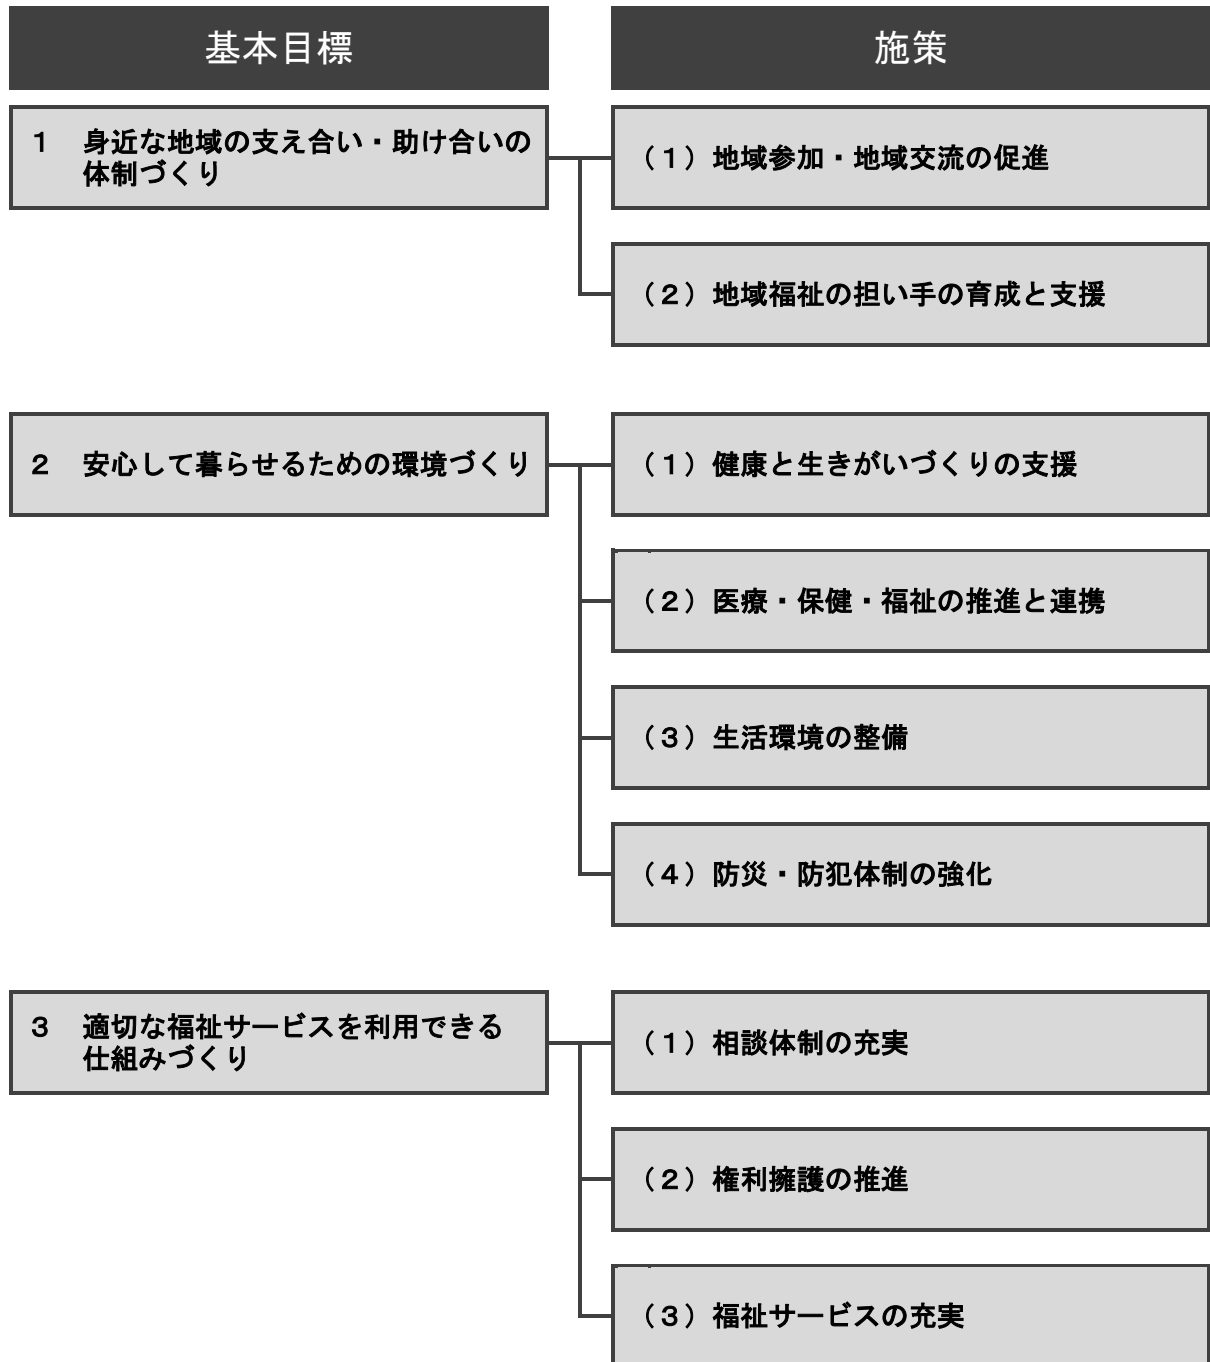 基本目標
施策
１　身近な地域の支え合い・助け合いの
体制づくり
（１）地域参加・地域交流の促進
（２）地域福祉の担い手の育成と支援
２　安心して暮らせるための環境づくり
（１）健康と生きがいづくりの支援
（２）医療・保健・福祉の推進と連携
（３）生活環境の整備
（４）防災・防犯体制の強化
３　適切な福祉サービスを利用できる
仕組みづくり
（１）相談体制の充実
（２）権利擁護の推進
（３）福祉サービスの充実